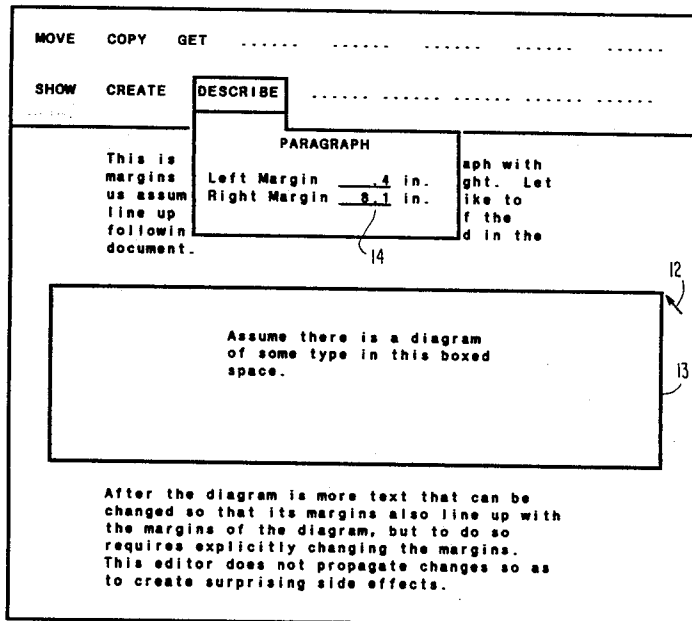 MOVE COPY GET ...... ...... ...... ...... ......
SHOW CREATE DESCRIBE ...... ...... ...... ......
......
PARAGRAPH
This is aph with
margins Left Margin .4 in. ght. Let
us assum Right Margin 8.1 in. ike to
line up f the
followin d in the
document.
14
12
Assume there is a diagram
of some type in this boxed
space.
13
After the diagram is more text that can be
changed so that its margins also line up with
the margins of the diagram, but to do so
requires explicitly changing the margins.
This editor does not propagate changes so as
to create surprising side effects.